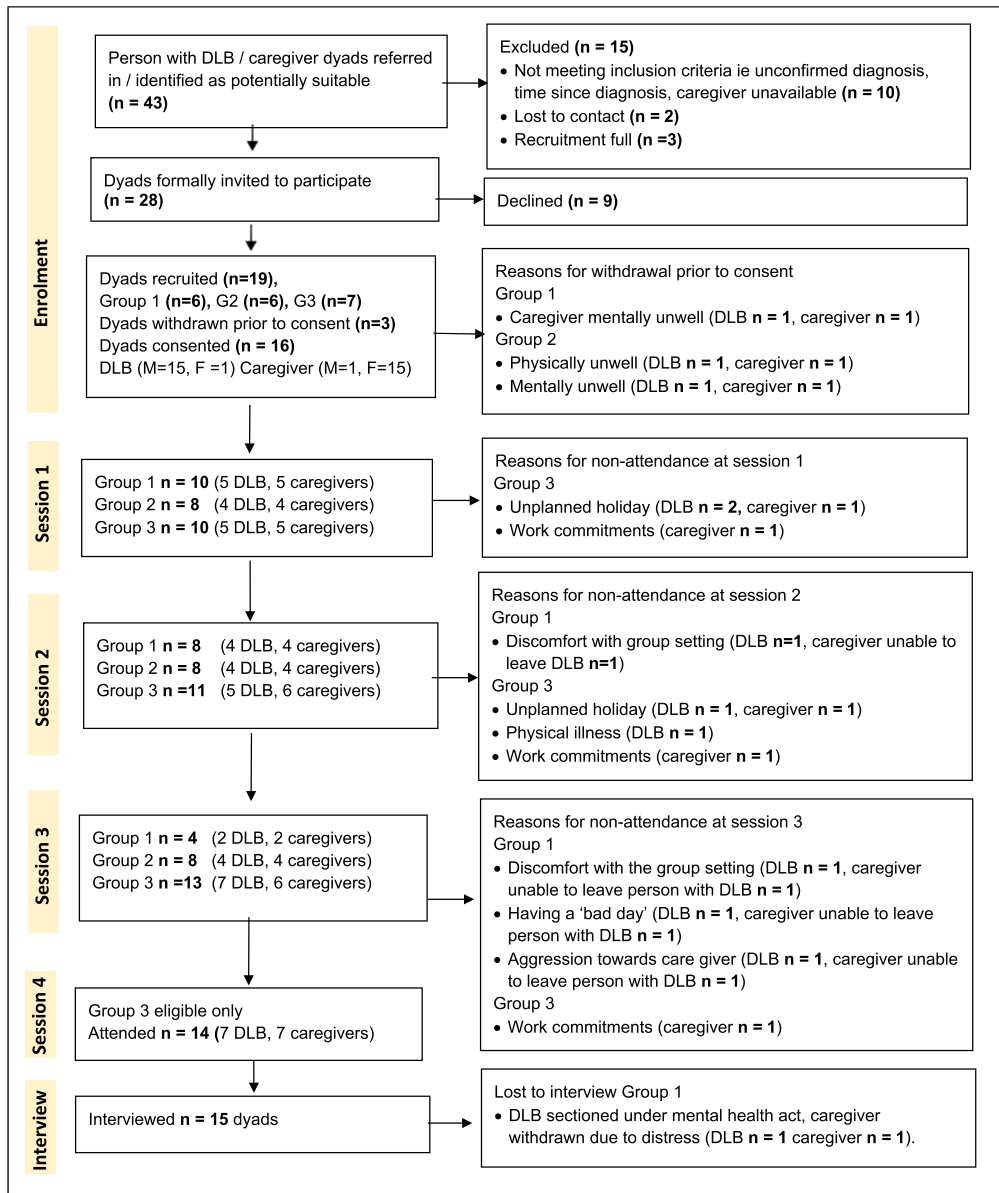 Enrolment
Person with DLB / caregiver dyads referred
in / identified as potentially suitable
(n = 43)
Excluded (n = 15)
• Not meeting inclusion criteria ie unconfirmed diagnosis,
time since diagnosis, caregiver unavailable (n = 10)
• Lost to contact (n = 2)
• Recruitment full (n =3)
Dyads formally invited to participate
(n = 28)
Declined (n = 9)
Dyads recruited (n=19),
Group 1 (n=6), G2 (n=6), G3 (n=7)
Dyads withdrawn prior to consent (n=3)
Dyads consented (n = 16)
DLB (M=15, F =1) Caregiver (M=1, F=15)
Reasons for withdrawal prior to consent
Group 1
• Caregiver mentally unwell (DLB n = 1, caregiver n = 1)
Group 2
• Physically unwell (DLB n = 1, caregiver n = 1)
• Mentally unwell (DLB n = 1, caregiver n = 1)
Session 1
Group 1 n = 10 (5 DLB, 5 caregivers)
Group 2 n = 8 (4 DLB, 4 caregivers)
Group 3 n = 10 (5 DLB, 5 caregivers)
Reasons for non-attendance at session 1
Group 3
• Unplanned holiday (DLB n = 2, caregiver n = 1)
• Work commitments (caregiver n = 1)
Session 2
Group 1 n = 8 (4 DLB, 4 caregivers)
Group 2 n = 8 (4 DLB, 4 caregivers)
Group 3 n =11 (5 DLB, 6 caregivers)
Reasons for non-attendance at session 2
Group 1
• Discomfort with group setting (DLB n=1, caregiver unable to
leave DLB n=1)
Group 3
• Unplanned holiday (DLB n = 1, caregiver n = 1)
• Physical illness (DLB n = 1)
• Work commitments (caregiver n = 1)
Session 3
Group 1 n = 4 (2 DLB, 2 caregivers)
Group 2 n = 8 (4 DLB, 4 caregivers)
Group 3 n =13 (7 DLB, 6 caregivers)
Reasons for non-attendance at session 3
Group 1
• Discomfort with the group setting (DLB n = 1, caregiver
unable to leave person with DLB n = 1)
• Having a ‘bad day’ (DLB n = 1, caregiver unable to leave
person with DLB n = 1)
• Aggression towards care giver (DLB n = 1, caregiver unable
to leave person with DLB n = 1)
Group 3
• Work commitments (caregiver n = 1)
Session 4
Group 3 eligible only
Attended n = 14 (7 DLB, 7 caregivers)
Interview
Interviewed n = 15 dyads
Lost to interview Group 1
• DLB sectioned under mental health act, caregiver
withdrawn due to distress (DLB n = 1 caregiver n = 1).